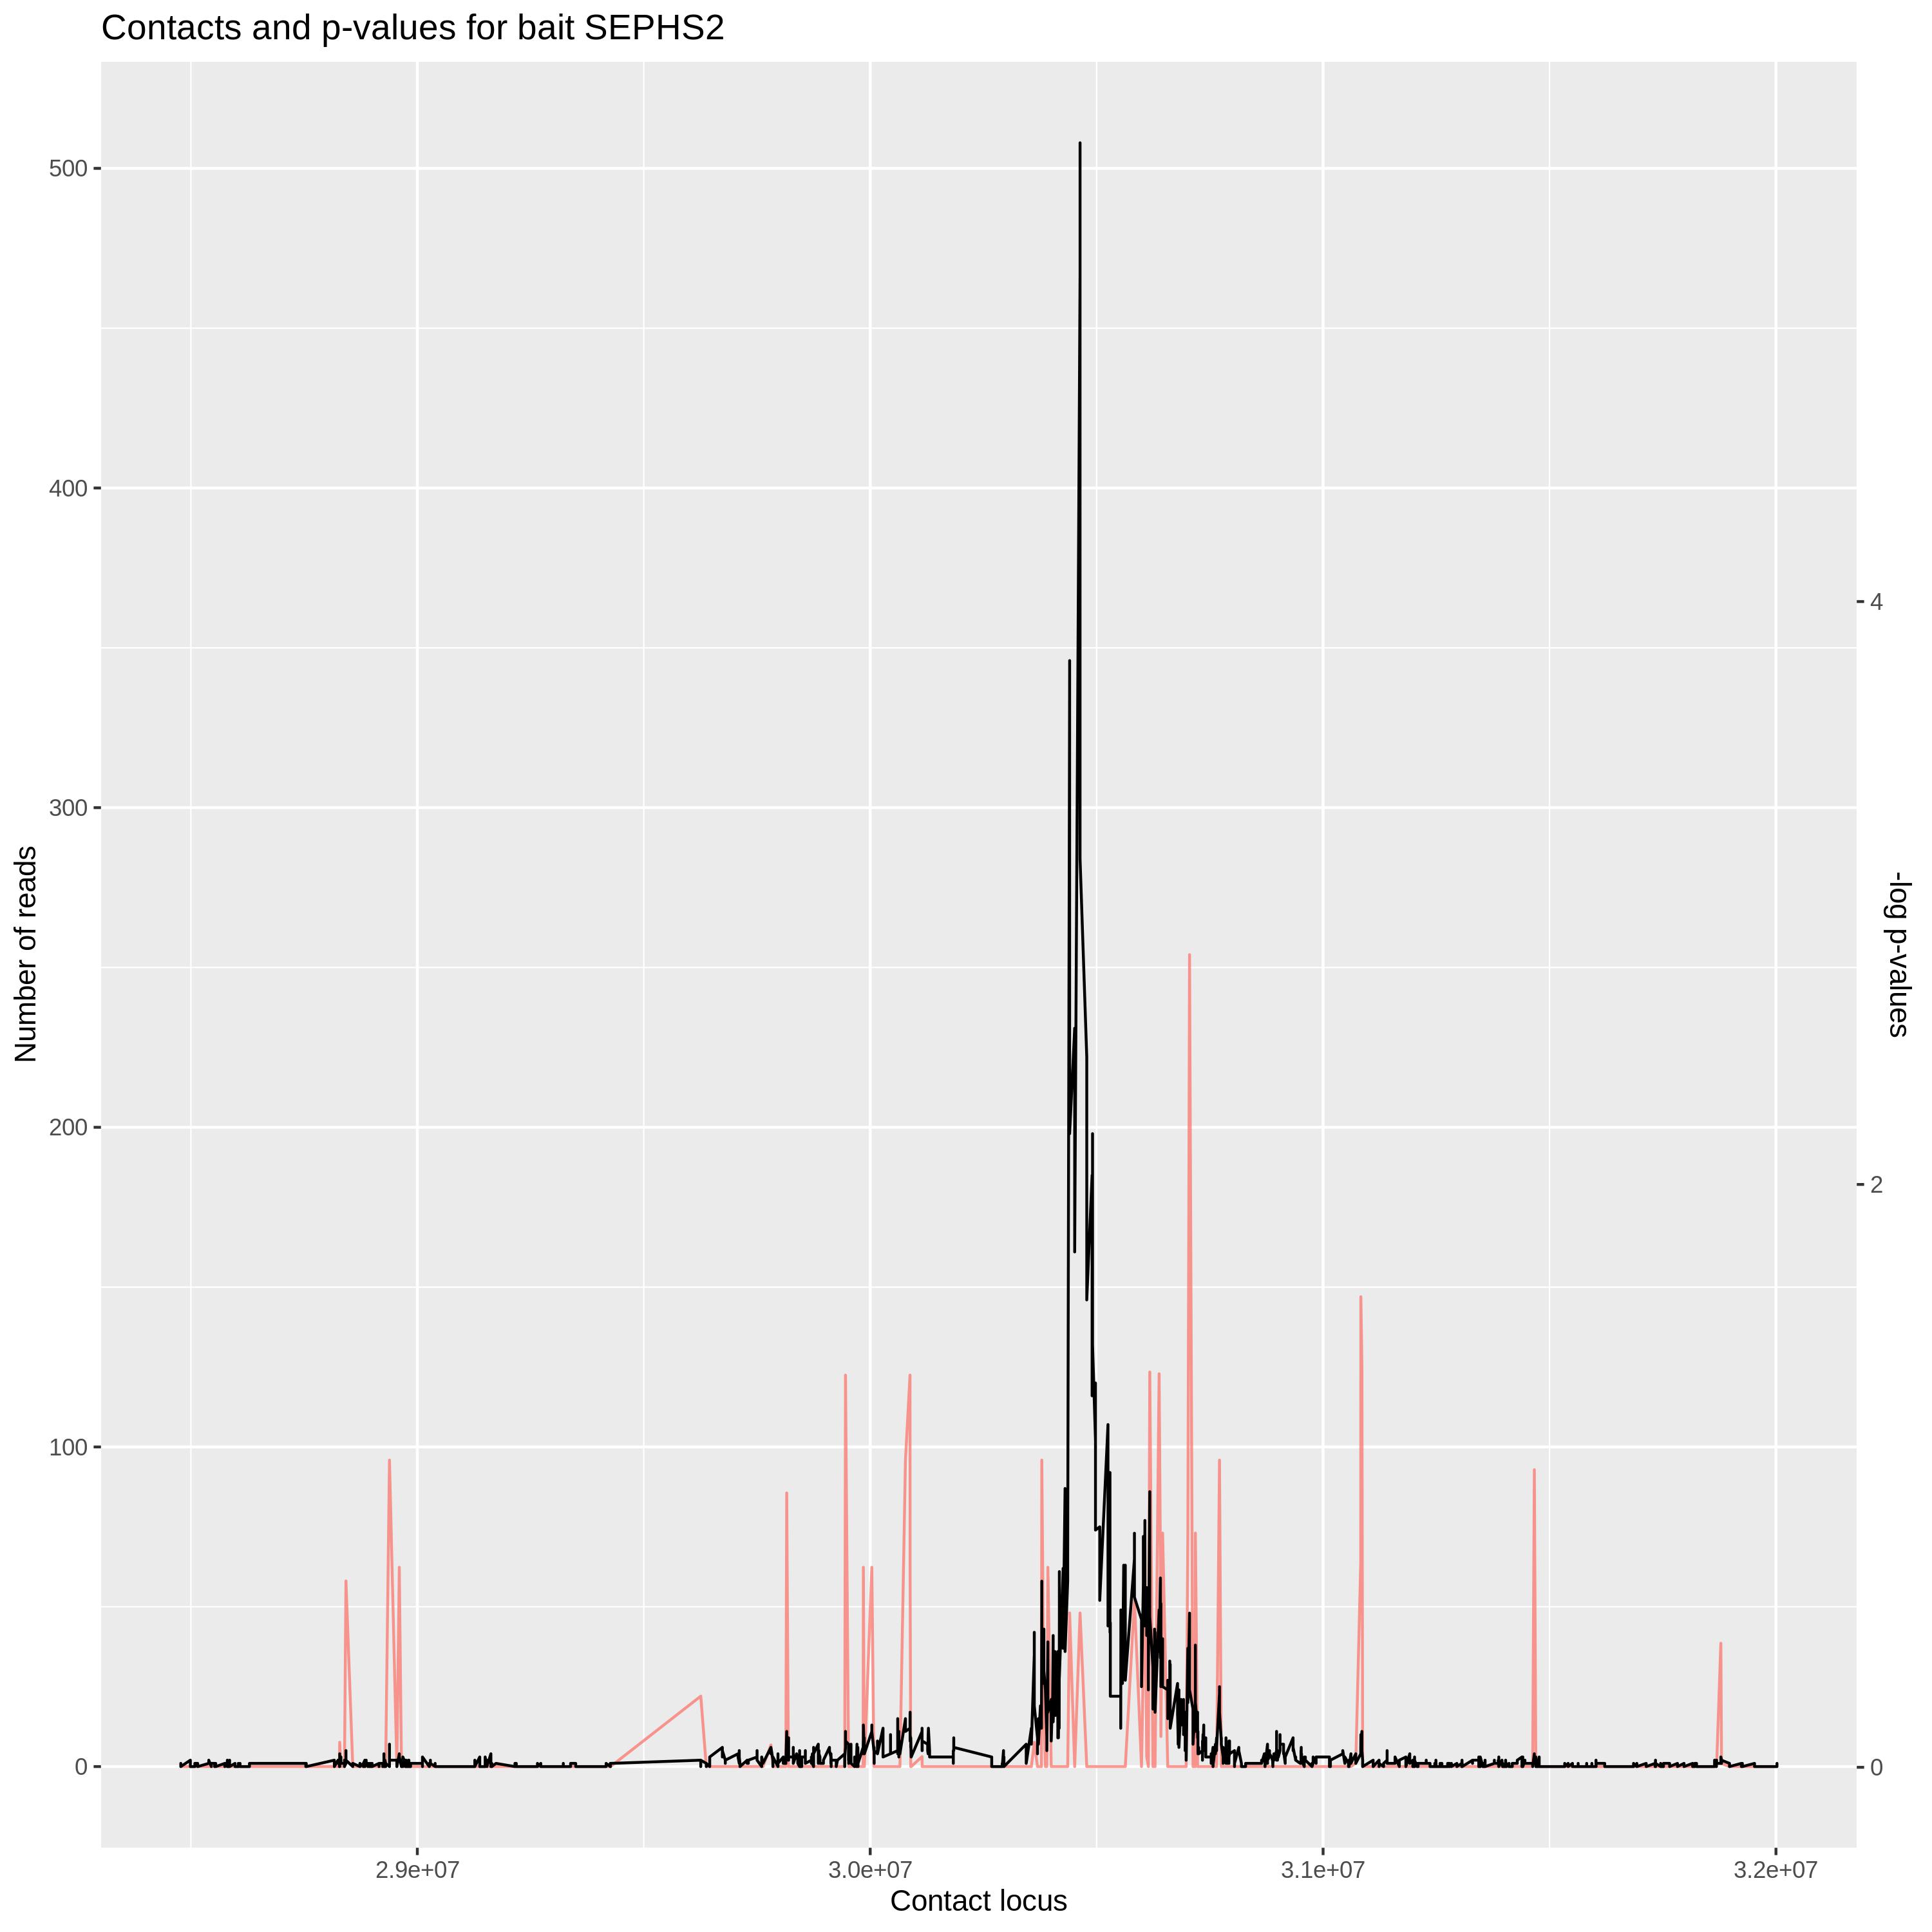 Contacts and p-values for bait SEPHS2
500
400
300
200
100
0
Number of reads
4
2
0
-log p-values
2.9e+07
3.0e+07
3.1e+07
3.2e+07
Contact locus